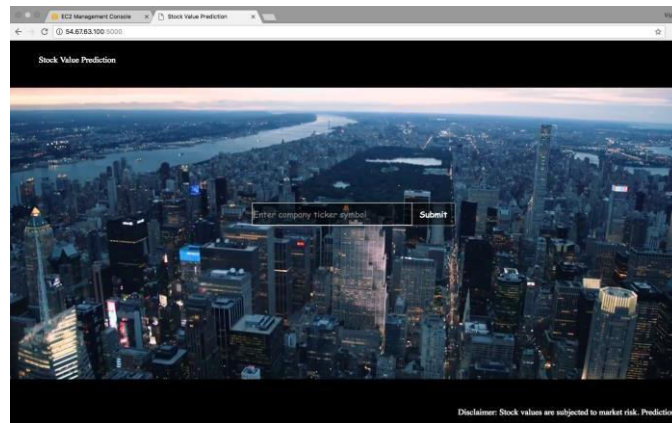 EC2 Management Console
Stock Value Prediction
54.67.63.100:5000
Stock Value Prediction
Enter company ticker symbol
Submit
Disclaimer: Stock values are subjected to market risk. Prediction